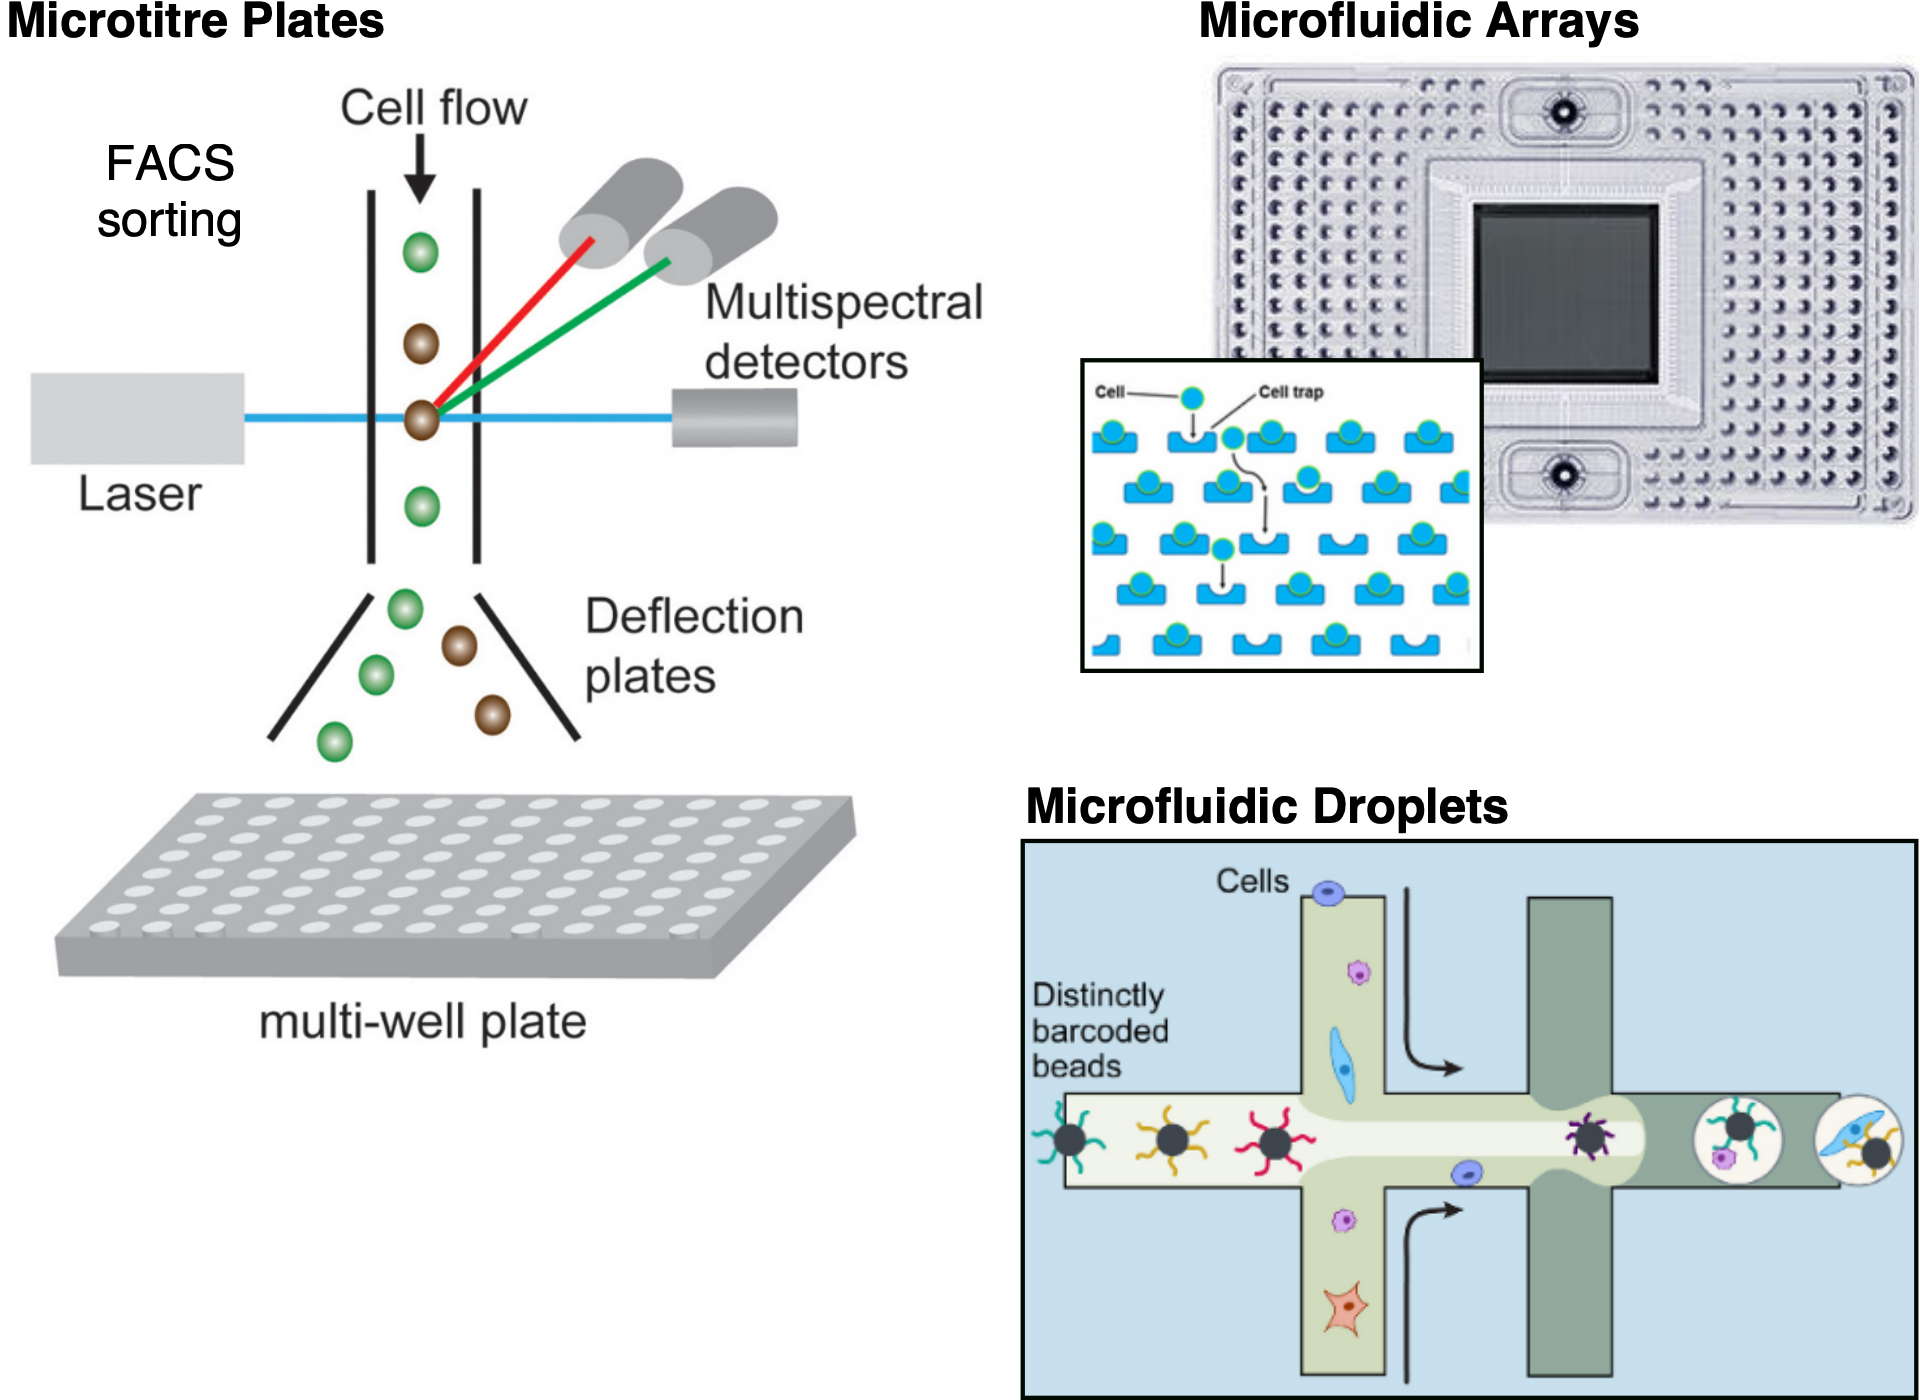 Microtitre Plates
Cell flow
FACS
sorting
Multispectral
detectors
Laser
Deflection
plates
multi-well plate
Microfluidic Arrays
Cell
Cell trap
Microfluidic Droplets
Cells
Distinctly
barcoded
beads